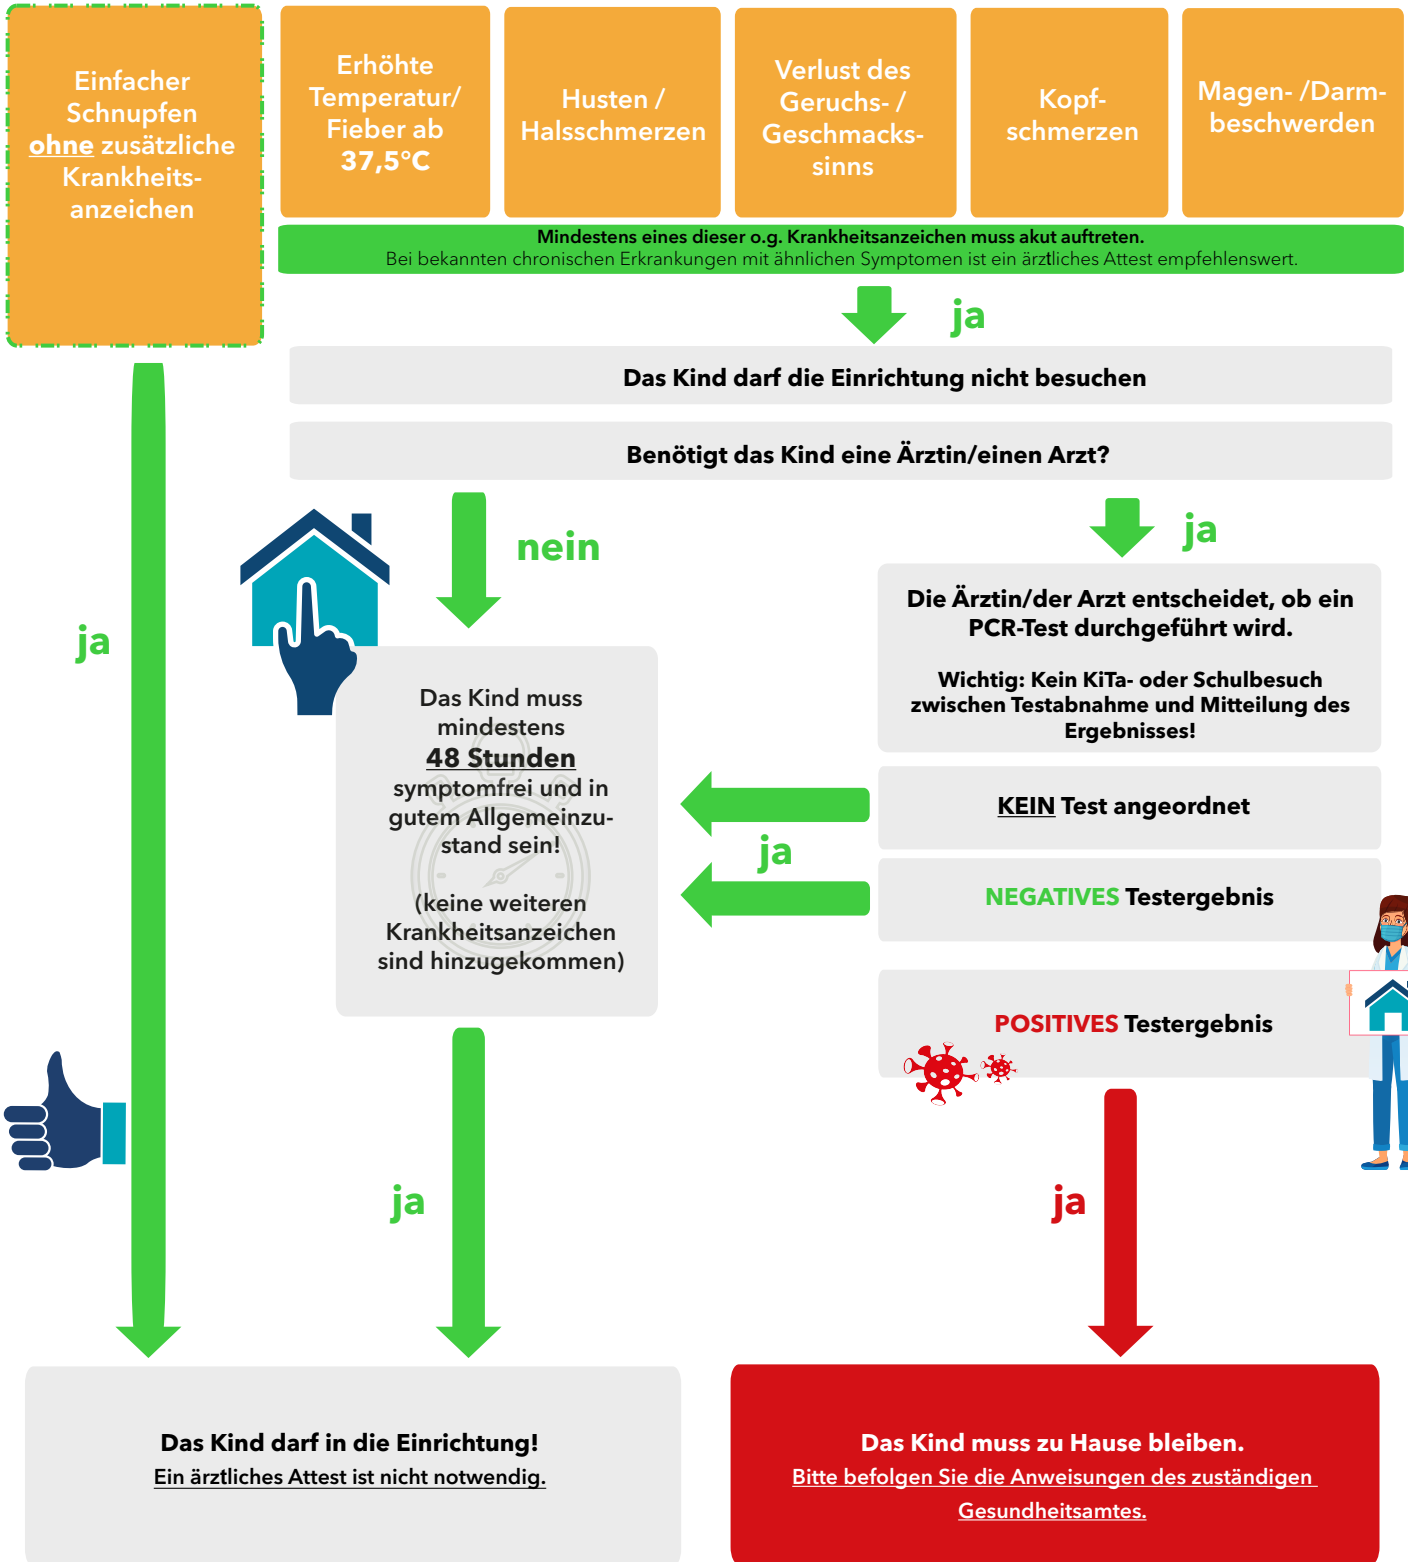 Einfacher
Schnupfen
ohne zusätzliche
Krankheits-
anzeichen
Erhöhte
Temperatur/
Fieber ab
37,5°C
Husten /
Halsschmerzen
Verlust des
Geruchs- /
Geschmacks-
sinns
Kopf-
schmerzen
Magen- /Darm-
beschwerden
Mindestens eines dieser o.g. Krankheitsanzeichen muss akut auftreten.
Bei bekannten chronischen Erkrankungen mit ähnlichen Symptomen ist ein ärztliches Attest empfehlenswert.
ja
Das Kind darf die Einrichtung nicht besuchen
Benötigt das Kind eine Ärztin/einen Arzt?
nein
ja
ja
Die Ärztin/der Arzt entscheidet, ob ein
PCR-Test durchgeführt wird.
Wichtig: Kein KiTa- oder Schulbesuch
zwischen Testabnahme und Mitteilung des
Ergebnisses!
Das Kind muss
mindestens
48 Stunden
symptomfrei und in
gutem Allgemeinzu-
stand sein!
(keine weiteren
Krankheitsanzeichen
sind hinzugekommen)
KEIN Test angeordnet
ja
NEGATIVES Testergebnis
POSITIVES Testergebnis
ja
ja
Das Kind darf in die Einrichtung!
Ein ärztliches Attest ist nicht notwendig.
Das Kind muss zu Hause bleiben.
Bitte befolgen Sie die Anweisungen des zuständigen
Gesundheitsamtes.